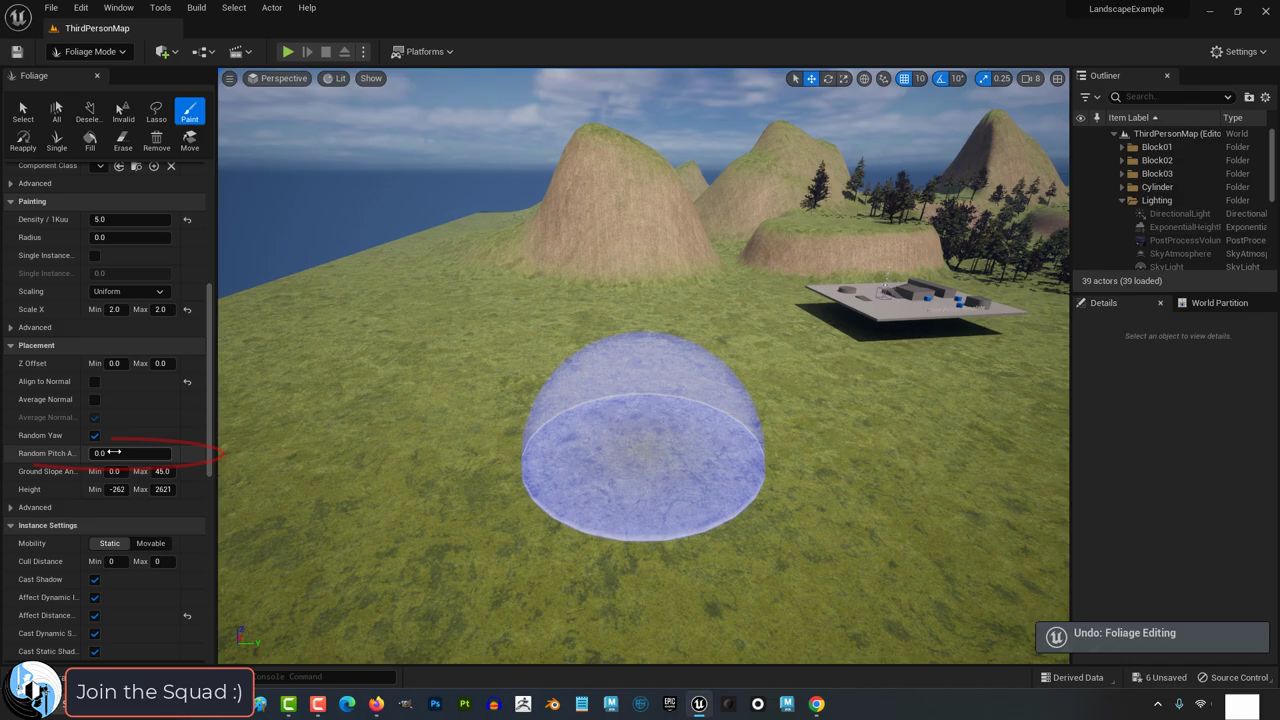 File Edit Window Tools Build Select Actor Help
LandscapeExample
ThirdPersonMap
Foliage Mode
Platforms
Settings
Foliage
Perspective Lit Show
10 10° 0.25 8
Outliner
Search...
Select All Desele... Invalid Lasso Paint
Reapply Single Fill Erase Remove Move
Item Label Type
ThirdPersonMap (Edito World
Block01 Folder
Block02 Folder
Block03 Folder
Cylinder Folder
Lighting Folder
DirectionalLight Directional
ExponentialHeight Exponential
PostProcessVolun PostProce
SkyAtmosphere SkyAtmos
SkyLight SkyLight
39 actors (39 loaded)
Details World Partition
Select an object to view details.
Component Class
Advanced
Painting
Density / 1Kuu 5.0
Radius 0.0
Single Instance...
Single Instance... 0.0
Scaling Uniform
Scale X Min 2.0 Max 2.0
Advanced
Placement
Z Offset Min 0.0 Max 0.0
Align to Normal
Average Normal
Average Normal...
Random Yaw
Random Pitch A... 0.0
Ground Slope An... Min 0.0 Max 45.0
Height Min -262 Max 2621
Advanced
Instance Settings
Mobility Static Movable
Cull Distance Min 0 Max 0
Cast Shadow
Affect Dynamic I...
Affect Distance...
Cast Dynamic S...
Cast Static Shad...
Undo: Foliage Editing
Console Command
Derived Data 6 Unsaved Source Control
Join the Squad :)